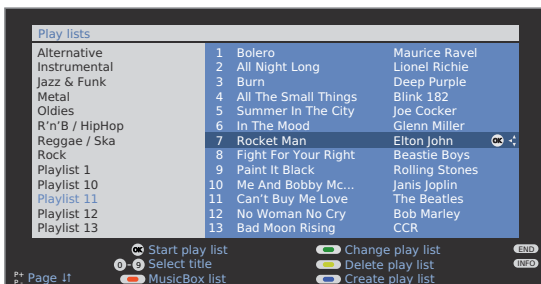 Play lists
Alternative 1 Bolero Maurice Ravel
Instrumental 2 All Night Long Lionel Richie
Jazz & Funk 3 Burn Deep Purple
Metal 4 All The Small Things Blink 182
Oldies 5 Summer In The City Joe Cocker
R'n'B / HipHop 6 In The Mood Glenn Miller
Reggae / Ska 7 Rocket Man Elton John OK
Rock 8 Fight For Your Right Beastie Boys
Playlist 1 9 Paint It Black Rolling Stones
Playlist 10 10 Me And Bobby Mc... Janis Joplin
Playlist 11 11 Can't Buy Me Love The Beatles
Playlist 12 12 No Woman No Cry Bob Marley
Playlist 13 13 Bad Moon Rising CCR
OK Start play list Change play list END
0-9 Select title Delete play list INFO
P+ P- Page ↓↑ MusicBox list Create play list